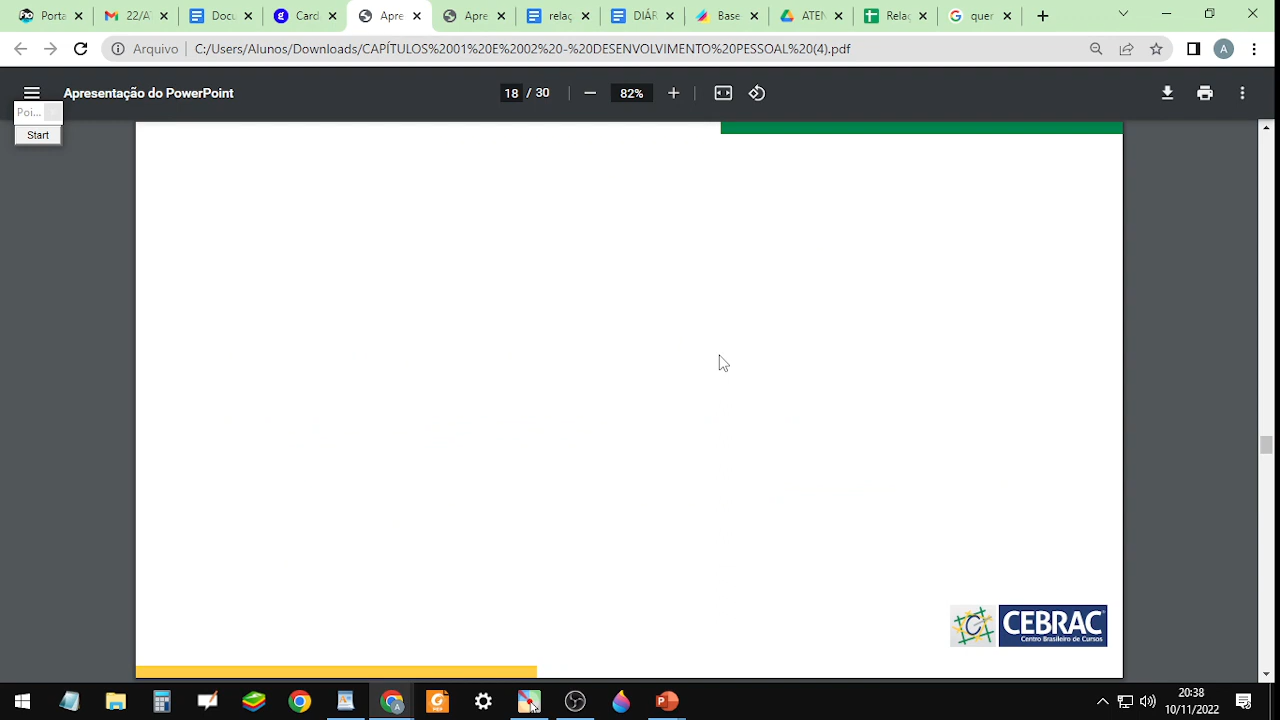 Porta
22/A
Docu
Card
Apre
Apre
relaç
DIÁR
Base
ATEN
Relaç
quer
Arquivo
C:/Users/Alunos/Downloads/CAPÍTULOS%2001%20E%2002%20-%20DESENVOLVIMENTO%20PESSOAL%20(4).pdf
A
Apresentação do PowerPoint
18 / 30
82%
Poi...
Start
CEBRAC
Centro Brasileiro de Cursos
20:38
10/11/2022